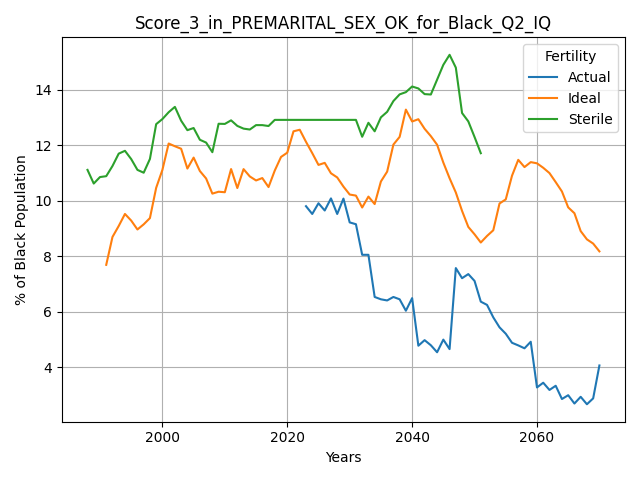 Score_3_in_PREMARITAL_SEX_OK_for_Black_Q2_IQ
Fertility
Actual
Ideal
Sterile
% of Black Population
14
12
10
8
6
4
2000
2020
2040
2060
Years